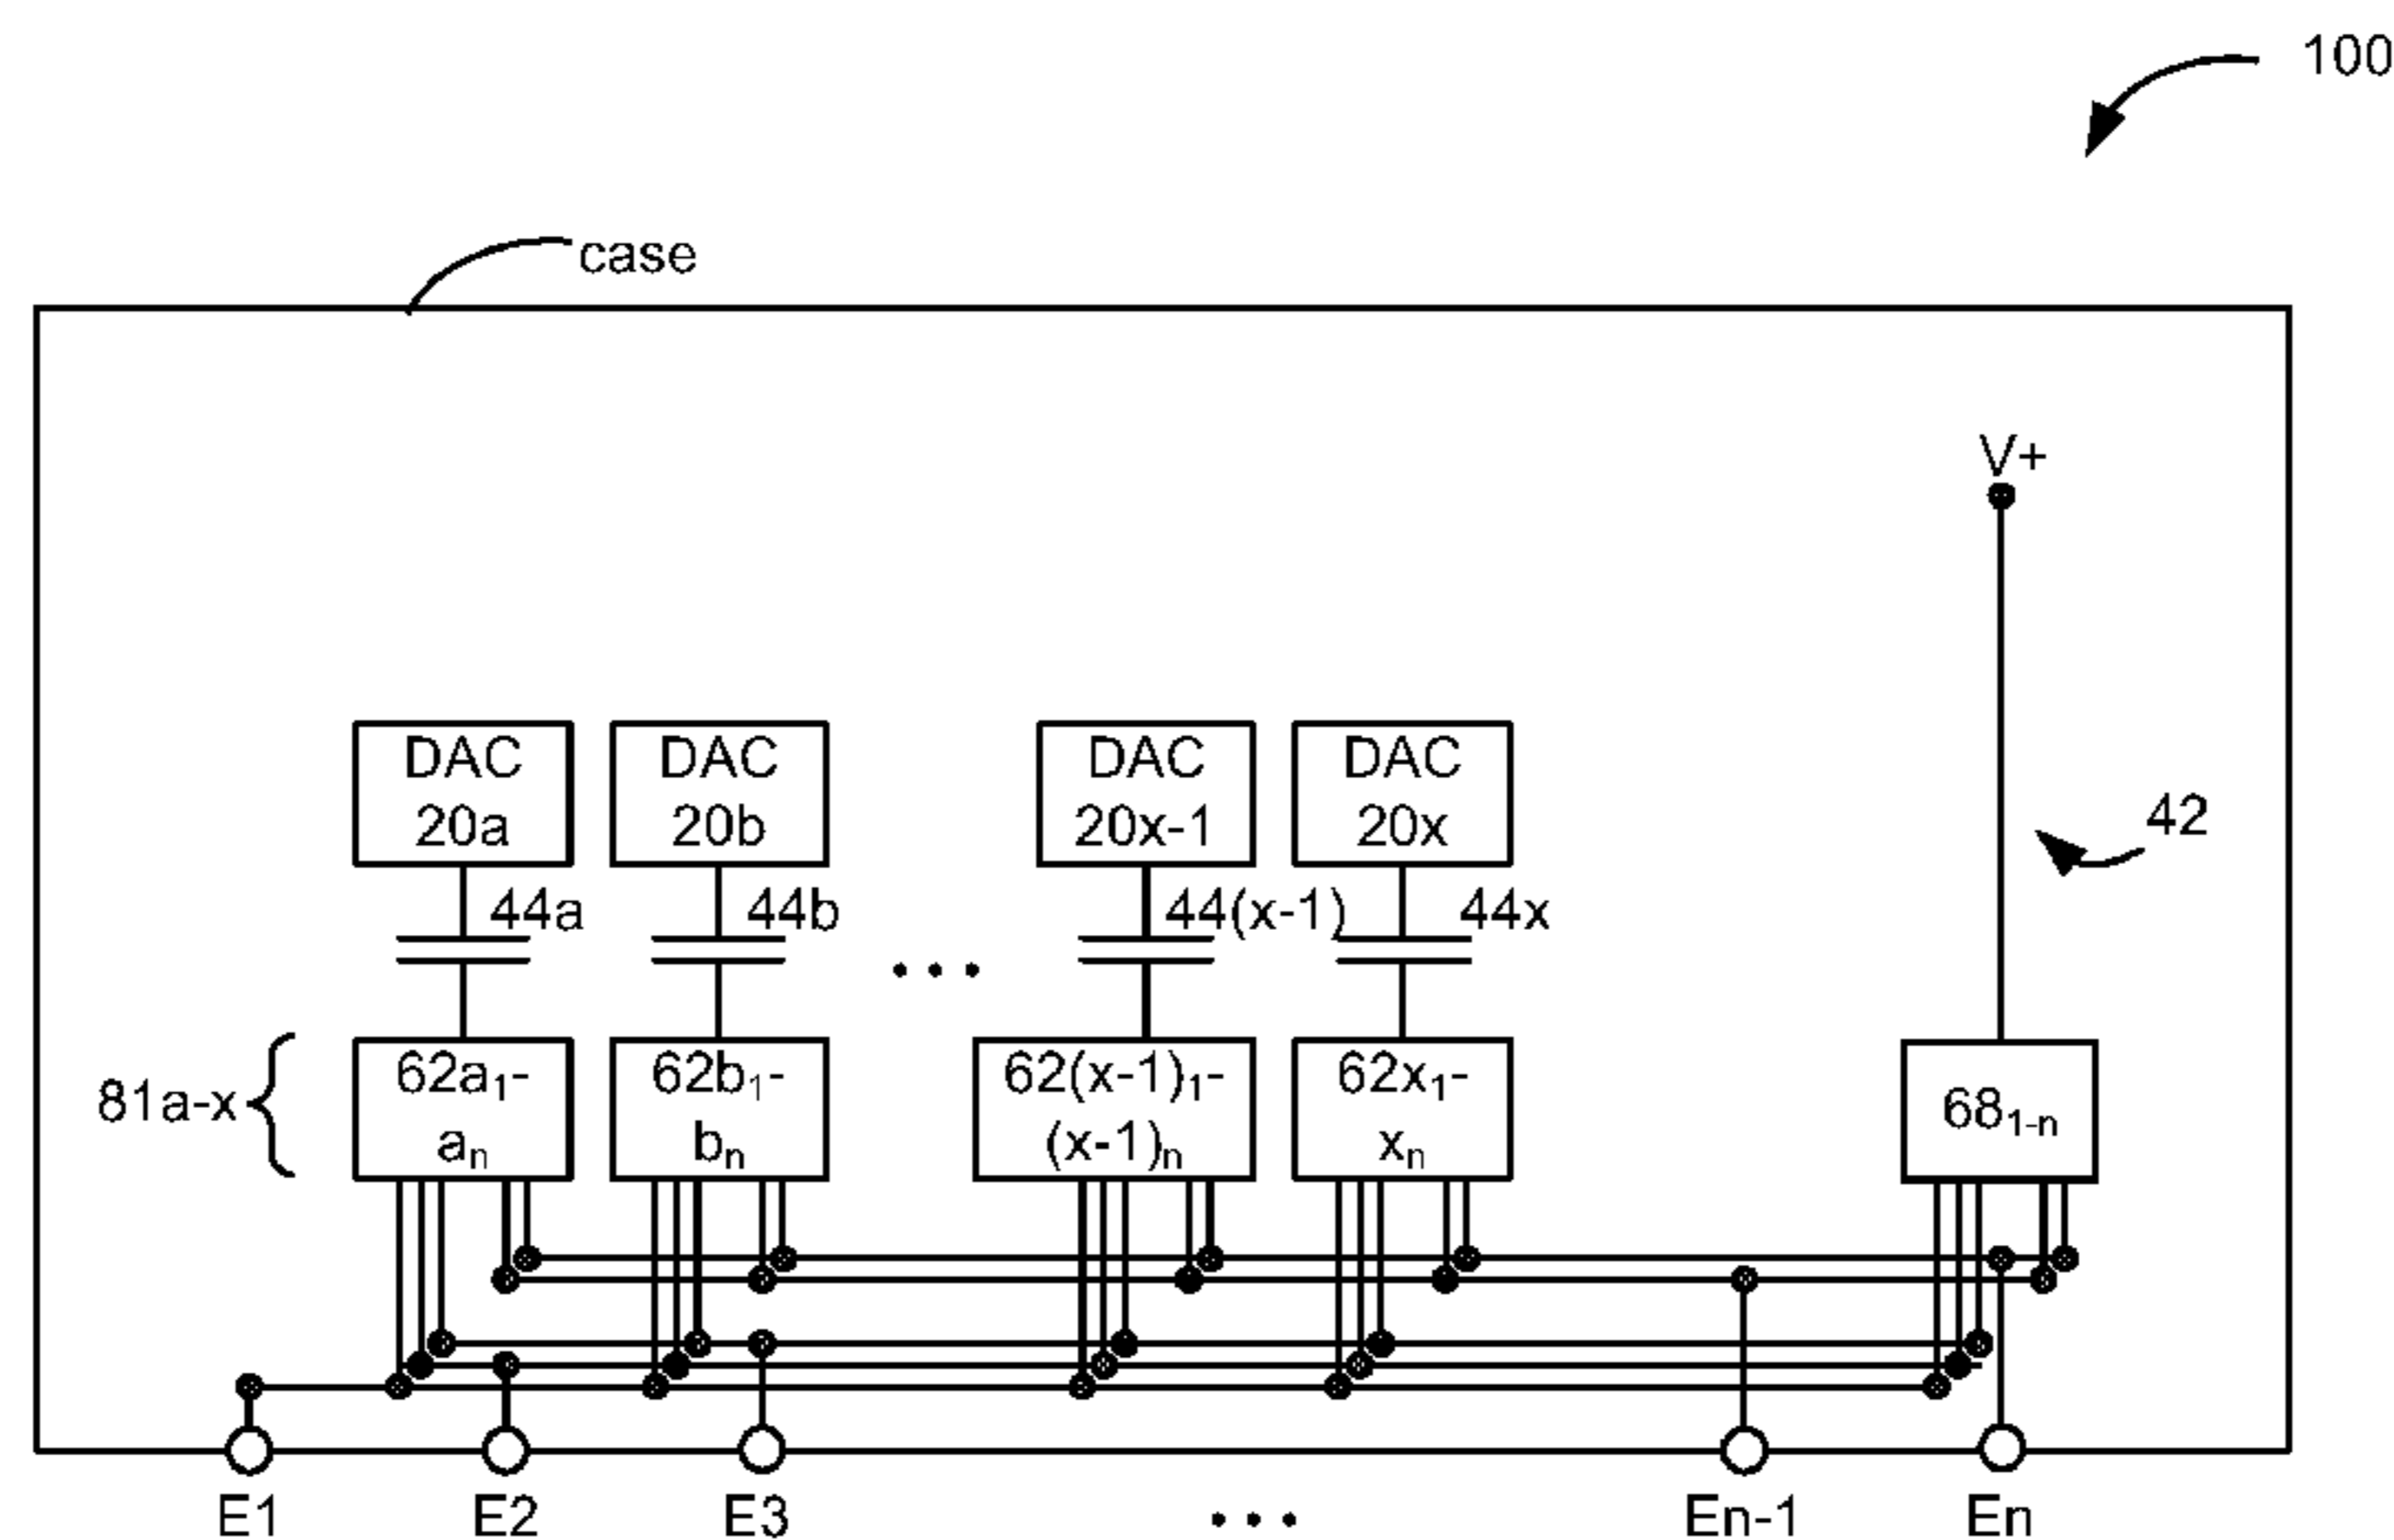 100
case
V+
DAC
20a
DAC
20b
DAC
20x-1
DAC
20x
42
44a
44b
44(x-1)
44x
...
81a-x
62a₁-
aₙ
62b₁-
bₙ
62(x-1)₁-
(x-1)ₙ
62x₁-
xₙ
68₁₋ₙ
E1
E2
E3
...
En-1
En